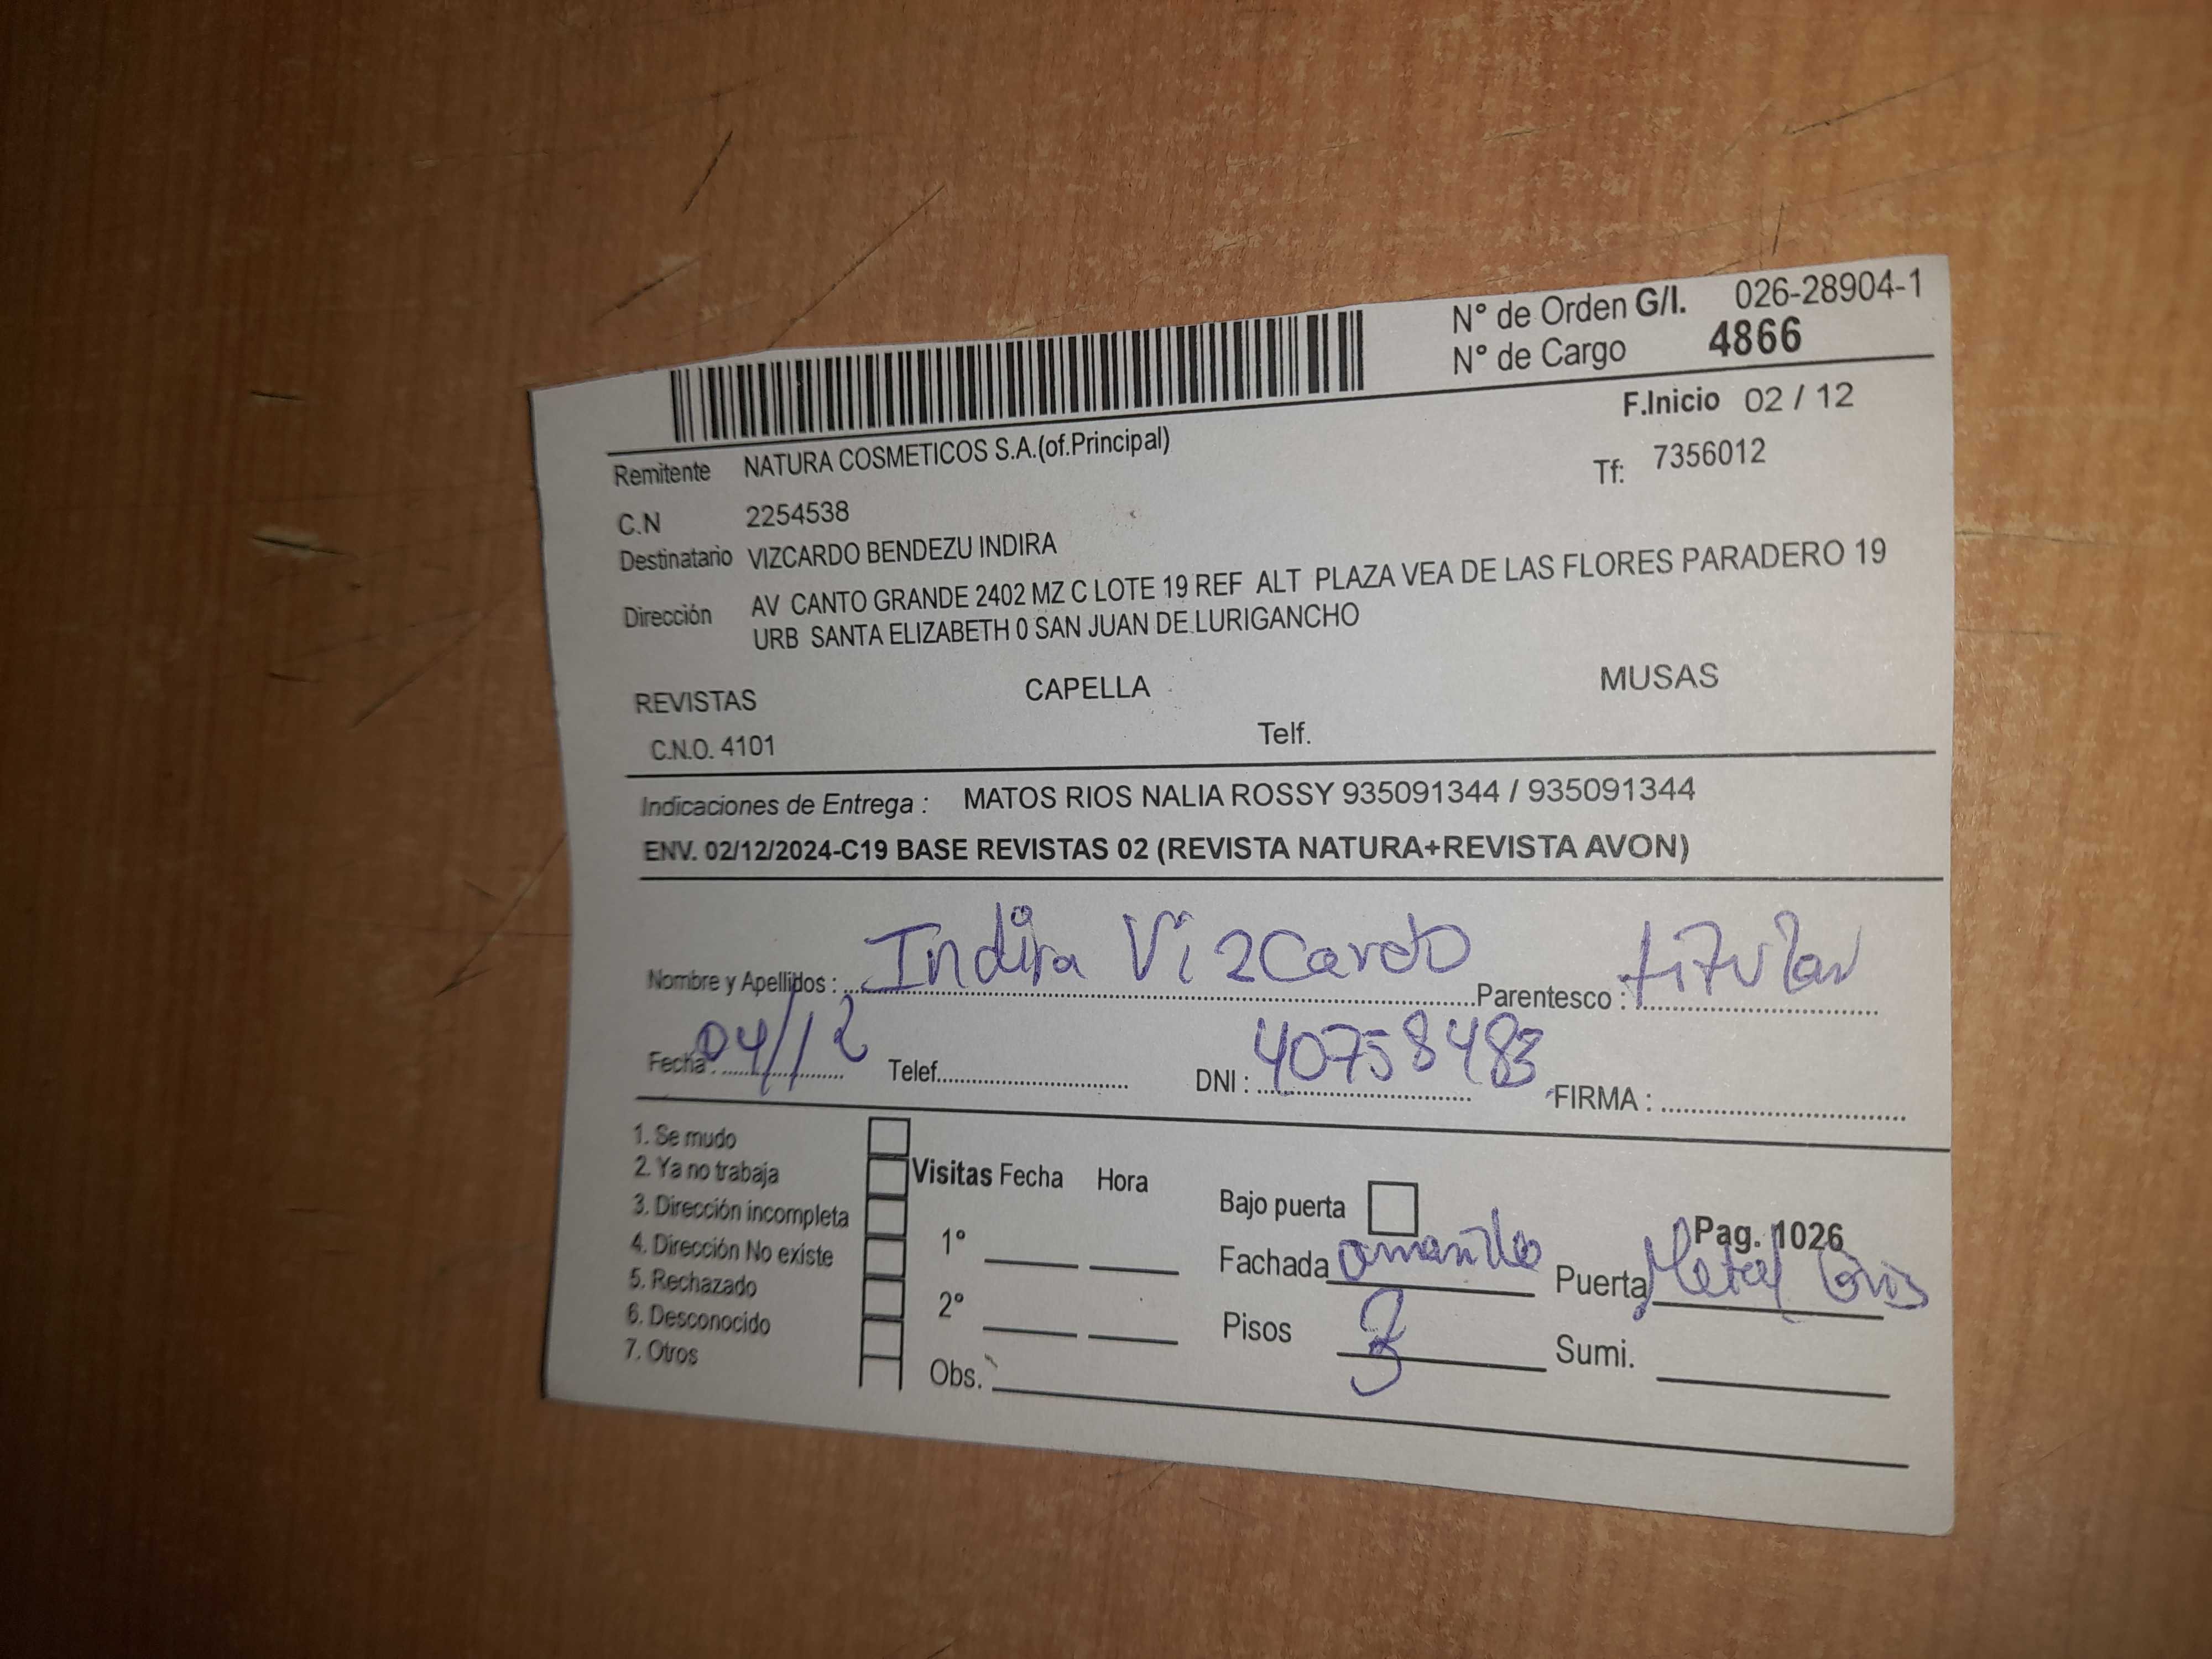 N° de Orden G/I. 026-28904-1
N° de Cargo 4866
F.Inicio 02 / 12
Remitente NATURA COSMETICOS S.A.(of.Principal)
Tf: 7356012
C.N 2254538
Destinatario VIZCARDO BENDEZU INDIRA
Dirección AV CANTO GRANDE 2402 MZ C LOTE 19 REF ALT PLAZA VEA DE LAS FLORES PARADERO 19
URB SANTA ELIZABETH 0 SAN JUAN DE LURIGANCHO
REVISTAS CAPELLA MUSAS
C.N.O. 4101 Telf.
Indicaciones de Entrega : MATOS RIOS NALIA ROSSY 935091344 / 935091344
ENV. 02/12/2024-C19 BASE REVISTAS 02 (REVISTA NATURA+REVISTA AVON)
Nombre y Apellidos : Indira Vizcardo Parentesco : titular
Fecha: 04/12 Telef. DNI : 40758483 FIRMA :
1. Se mudo
2. Ya no trabaja
3. Dirección incompleta
4. Dirección No existe
5. Rechazado
6. Desconocido
7. Otros
Visitas Fecha Hora
1°
2°
Obs.
Bajo puerta
Pag. 1026
Fachada amarillo Puerta Metal Gris
Pisos 3 Sumi.